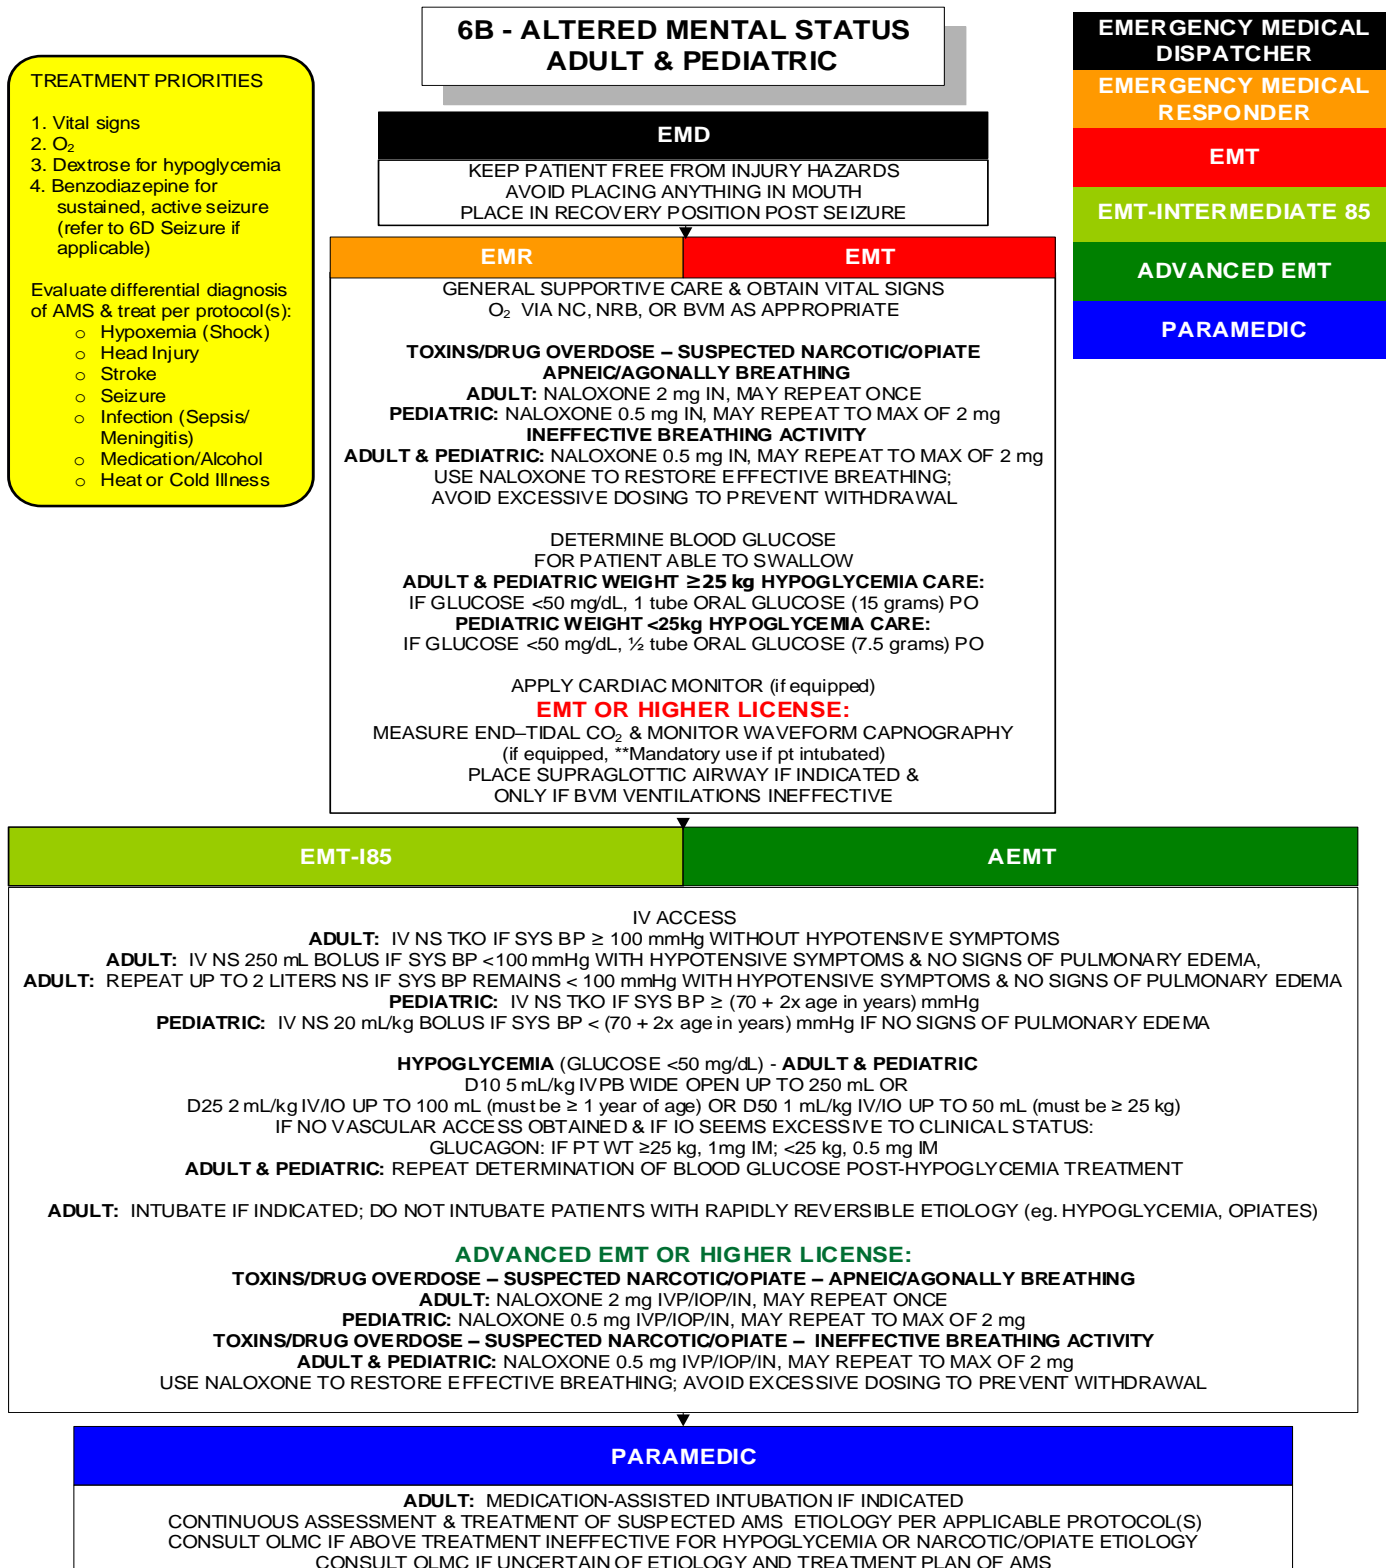 6B - ALTERED MENTAL STATUS
ADULT & PEDIATRIC
EMERGENCY MEDICAL
DISPATCHER
EMERGENCY MEDICAL
RESPONDER
EMT
EMT-INTERMEDIATE 85
ADVANCED EMT
PARAMEDIC
TREATMENT PRIORITIES
1. Vital signs
2. O₂
3. Dextrose for hypoglycemia
4. Benzodiazepine for
sustained, active seizure
(refer to 6D Seizure if
applicable)
Evaluate differential diagnosis
of AMS & treat per protocol(s):
o Hypoxemia (Shock)
o Head Injury
o Stroke
o Seizure
o Infection (Sepsis/
Meningitis)
o Medication/Alcohol
o Heat or Cold Illness
EMD
KEEP PATIENT FREE FROM INJURY HAZARDS
AVOID PLACING ANYTHING IN MOUTH
PLACE IN RECOVERY POSITION POST SEIZURE
EMR
EMT
GENERAL SUPPORTIVE CARE & OBTAIN VITAL SIGNS
O₂ VIA NC, NRB, OR BVM AS APPROPRIATE
TOXINS/DRUG OVERDOSE – SUSPECTED NARCOTIC/OPIATE
APNEIC/AGONALLY BREATHING
ADULT: NALOXONE 2 mg IN, MAY REPEAT ONCE
PEDIATRIC: NALOXONE 0.5 mg IN, MAY REPEAT TO MAX OF 2 mg
INEFFECTIVE BREATHING ACTIVITY
ADULT & PEDIATRIC: NALOXONE 0.5 mg IN, MAY REPEAT TO MAX OF 2 mg
USE NALOXONE TO RESTORE EFFECTIVE BREATHING;
AVOID EXCESSIVE DOSING TO PREVENT WITHDRAWAL
DETERMINE BLOOD GLUCOSE
FOR PATIENT ABLE TO SWALLOW
ADULT & PEDIATRIC WEIGHT ≥25 kg HYPOGLYCEMIA CARE:
IF GLUCOSE <50 mg/dL, 1 tube ORAL GLUCOSE (15 grams) PO
PEDIATRIC WEIGHT <25kg HYPOGLYCEMIA CARE:
IF GLUCOSE <50 mg/dL, ½ tube ORAL GLUCOSE (7.5 grams) PO
APPLY CARDIAC MONITOR (if equipped)
EMT OR HIGHER LICENSE:
MEASURE END–TIDAL CO₂ & MONITOR WAVEFORM CAPNOGRAPHY
(if equipped, **Mandatory use if pt intubated)
PLACE SUPRAGLOTTIC AIRWAY IF INDICATED &
ONLY IF BVM VENTILATIONS INEFFECTIVE
EMT-I85
AEMT
IV ACCESS
ADULT: IV NS TKO IF SYS BP ≥ 100 mmHg WITHOUT HYPOTENSIVE SYMPTOMS
ADULT: IV NS 250 mL BOLUS IF SYS BP <100 mmHg WITH HYPOTENSIVE SYMPTOMS & NO SIGNS OF PULMONARY EDEMA,
ADULT: REPEAT UP TO 2 LITERS NS IF SYS BP REMAINS < 100 mmHg WITH HYPOTENSIVE SYMPTOMS & NO SIGNS OF PULMONARY EDEMA
PEDIATRIC: IV NS TKO IF SYS BP ≥ (70 + 2x age in years) mmHg
PEDIATRIC: IV NS 20 mL/kg BOLUS IF SYS BP < (70 + 2x age in years) mmHg IF NO SIGNS OF PULMONARY EDEMA
HYPOGLYCEMIA (GLUCOSE <50 mg/dL) - ADULT & PEDIATRIC
D10 5 mL/kg IVPB WIDE OPEN UP TO 250 mL OR
D25 2 mL/kg IV/IO UP TO 100 mL (must be ≥ 1 year of age) OR D50 1 mL/kg IV/IO UP TO 50 mL (must be ≥ 25 kg)
IF NO VASCULAR ACCESS OBTAINED & IF IO SEEMS EXCESSIVE TO CLINICAL STATUS:
GLUCAGON: IF PT WT ≥25 kg, 1mg IM; <25 kg, 0.5 mg IM
ADULT & PEDIATRIC: REPEAT DETERMINATION OF BLOOD GLUCOSE POST-HYPOGLYCEMIA TREATMENT
ADULT: INTUBATE IF INDICATED; DO NOT INTUBATE PATIENTS WITH RAPIDLY REVERSIBLE ETIOLOGY (eg. HYPOGLYCEMIA, OPIATES)
ADVANCED EMT OR HIGHER LICENSE:
TOXINS/DRUG OVERDOSE – SUSPECTED NARCOTIC/OPIATE – APNEIC/AGONALLY BREATHING
ADULT: NALOXONE 2 mg IVP/IOP/IN, MAY REPEAT ONCE
PEDIATRIC: NALOXONE 0.5 mg IVP/IOP/IN, MAY REPEAT TO MAX OF 2 mg
TOXINS/DRUG OVERDOSE – SUSPECTED NARCOTIC/OPIATE – INEFFECTIVE BREATHING ACTIVITY
ADULT & PEDIATRIC: NALOXONE 0.5 mg IVP/IOP/IN, MAY REPEAT TO MAX OF 2 mg
USE NALOXONE TO RESTORE EFFECTIVE BREATHING; AVOID EXCESSIVE DOSING TO PREVENT WITHDRAWAL
PARAMEDIC
ADULT: MEDICATION-ASSISTED INTUBATION IF INDICATED
CONTINUOUS ASSESSMENT & TREATMENT OF SUSPECTED AMS ETIOLOGY PER APPLICABLE PROTOCOL(S)
CONSULT OLMC IF ABOVE TREATMENT INEFFECTIVE FOR HYPOGLYCEMIA OR NARCOTIC/OPIATE ETIOLOGY
CONSULT OLMC IF UNCERTAIN OF ETIOLOGY AND TREATMENT PLAN OF AMS